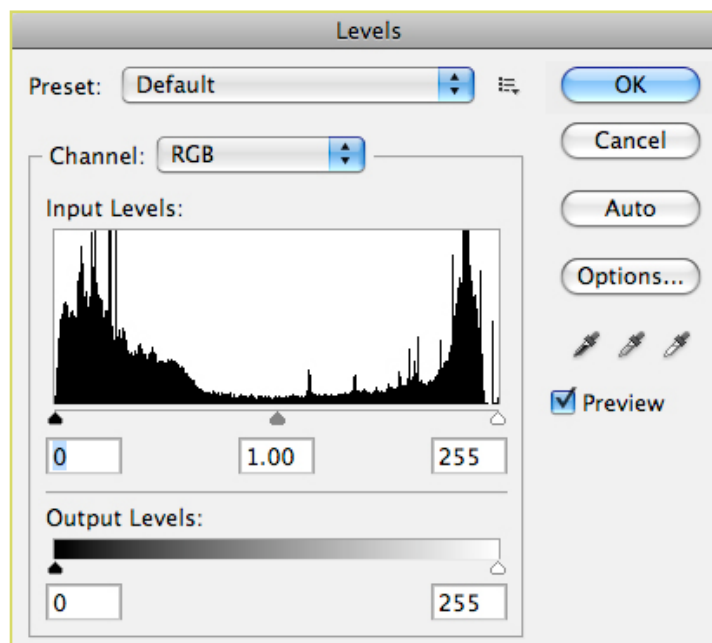 Levels
Preset: Default
OK
Channel: RGB
Cancel
Input Levels:
Auto
Options...
Preview
0 1.00 255
Output Levels:
0 255